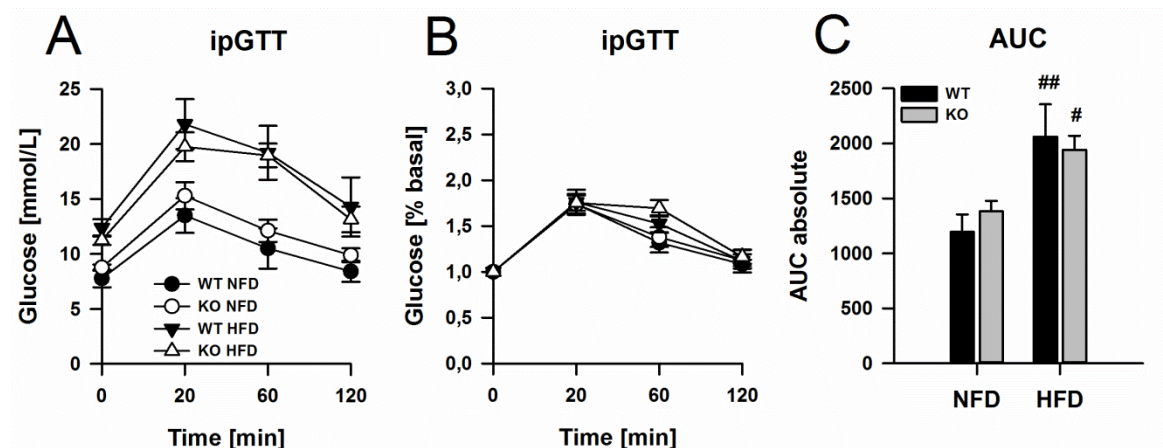 A
ipGTT
Glucose [mmol/L]
25
20
15
10
5
0
WT NFD
KO NFD
WT HFD
KO HFD
0 20 60 120
Time [min]
B
ipGTT
Glucose [% basal]
3,0
2,5
2,0
1,5
1,0
0,5
0,0
0 20 60 120
Time [min]
C
AUC
AUC absolute
2500
2000
1500
1000
500
0
WT
KO
##
#
NFD HFD